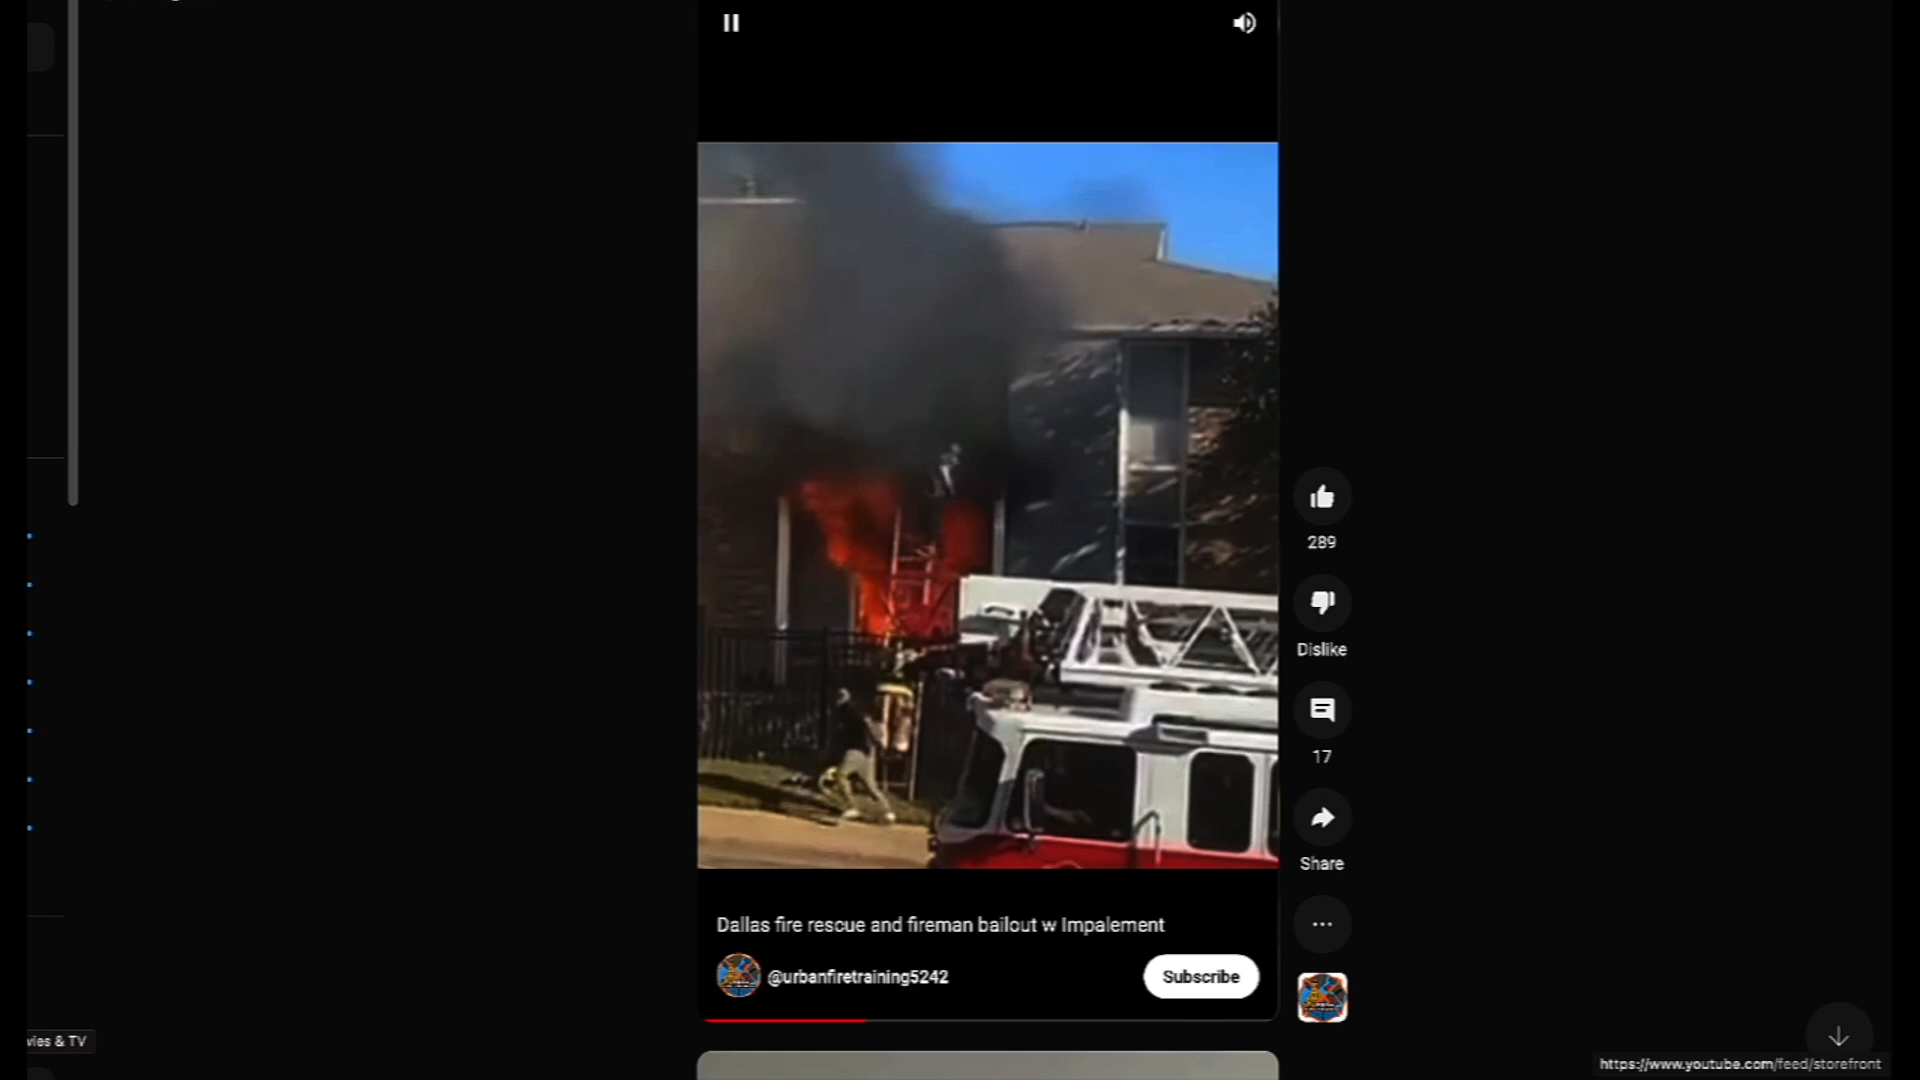 289
Dislike
17
Share
Dallas fire rescue and fireman bailout w Impalement
@urbanfiretraining5242
Subscribe
vies & TV
https://www.youtube.com/feed/storefront